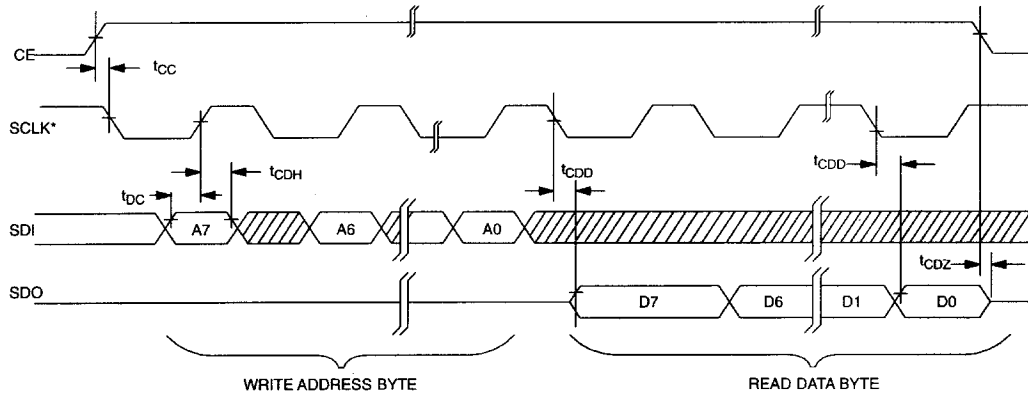 CE
tCC
SCLK*
tCDH
tCDD
tCDD
tDC
SDI
A7
A6
A0
tCDZ
SDO
D7
D6
D1
D0
WRITE ADDRESS BYTE
READ DATA BYTE